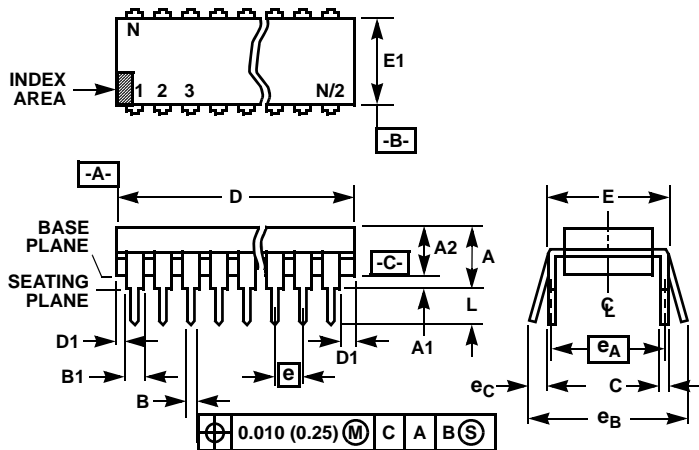 N
E1
INDEX
AREA
1 2 3 N/2
-B-
-A-
D
E
BASE
PLANE
A2
A
-C-
SEATING
PLANE
L
C
L
D1
A1
D1
eA
B1
e
eC
C
B
eB
0.010 (0.25) M C A B S